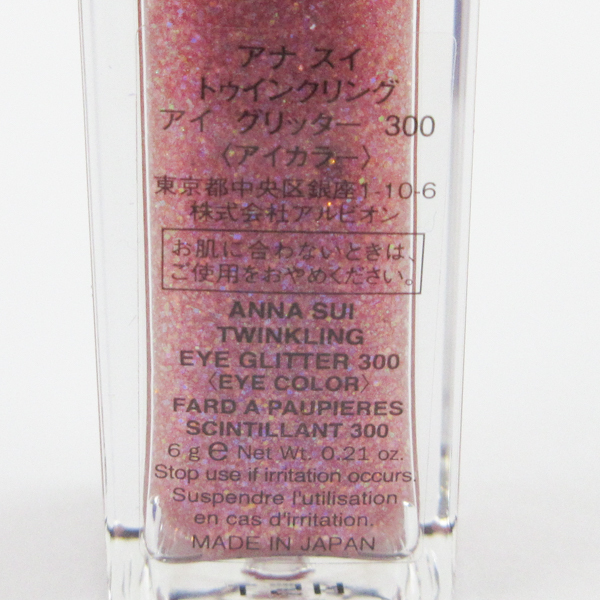 アナ スイ
トゥインクリング
アイ グリッター 300
〈アイカラー〉
東京都中央区銀座1-10-6
株式会社アルビオン
お肌に合わないときは、
ご使用をおやめください。
ANNA SUI
TWINKLING
EYE GLITTER 300
〈EYE COLOR〉
FARD A PAUPIERES
SCINTILLANT 300
6 g ℮ Net Wt. 0.21 oz.
Stop use if irritation occurs.
Suspendre l'utilisation
en cas d'irritation.
MADE IN JAPAN